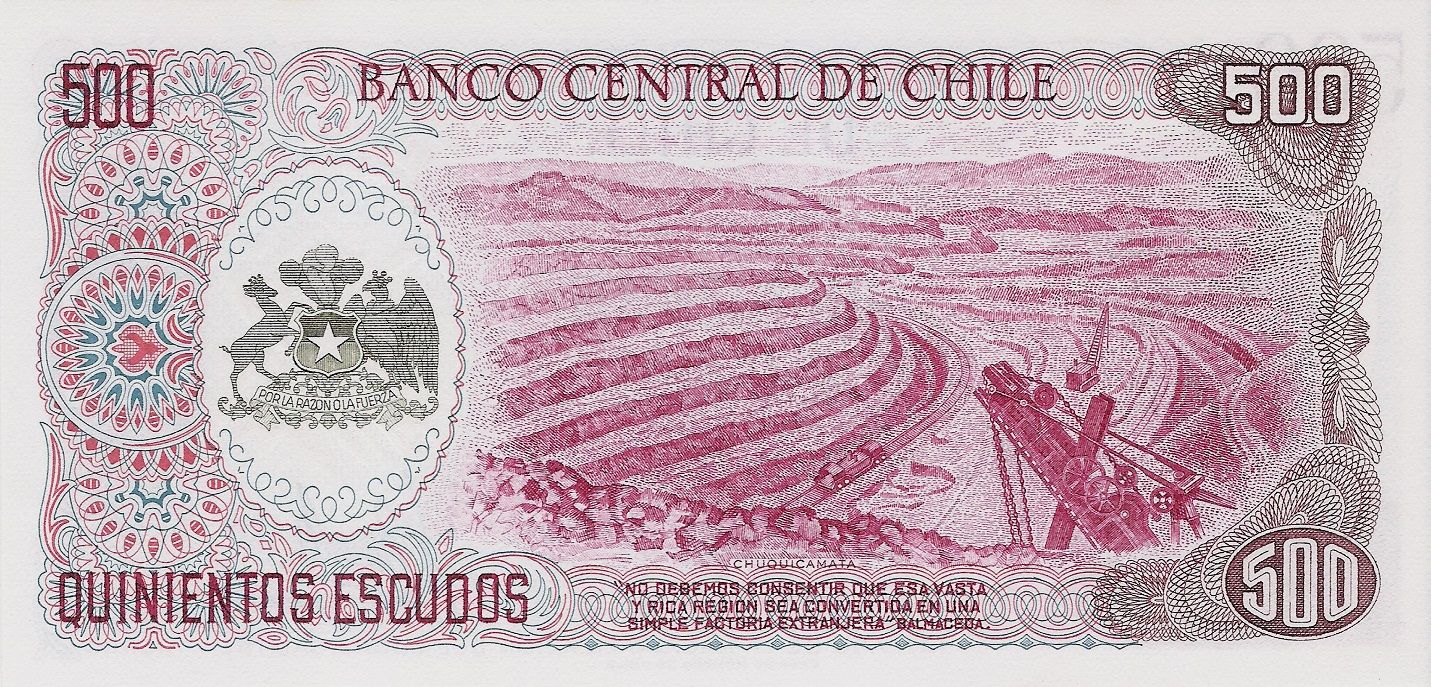 500
BANCO CENTRAL DE CHILE
500
POR LA RAZON O LA FUERZA
CHUQUICAMATA
QUINIENTOS ESCUDOS
"NO DEBEMOS CONSENTIR QUE ESA VASTA
Y RICA REGION SEA CONVERTIDA EN UNA
SIMPLE FACTORIA EXTRANJERA" BALMACEDA.
500